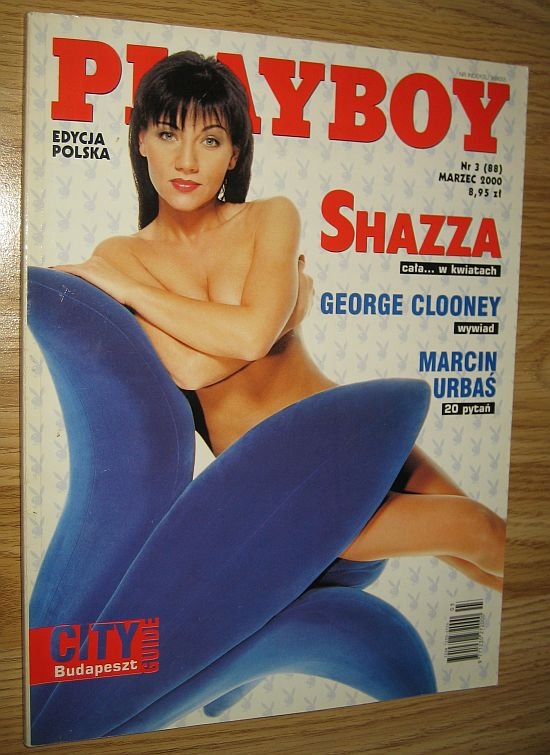 PLAYBOY
EDYCJA
POLSKA
Nr 3 (88)
MARZEC 2000
8,95 zł
SHAZZA
cała... w kwiatach
GEORGE CLOONEY
wywiad
MARCIN
URBAŚ
20 pytań
CITY
GUIDE
Budapeszt